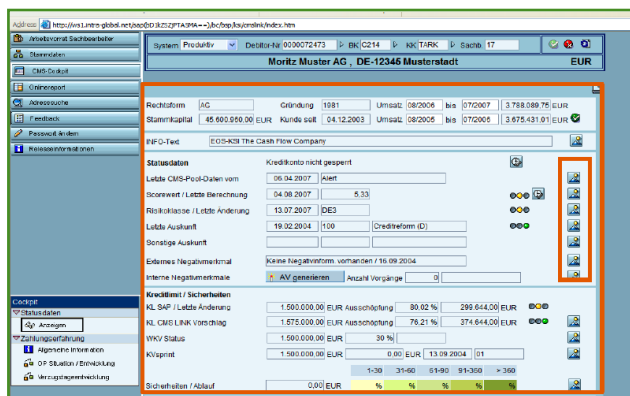 Address http://ws1.intra-global.net/sap(bD1kZSZjPTA5MA==)/bc/bsp/ksi/cmslink/index.htm
Arbeitsvorrat Sachbearbeiter
System Produktiv Debitor-Nr 0000072473 BK C214 KK TARK Sachb. 17
Stammdaten
Moritz Muster AG , DE-12345 Musterstadt EUR
CMS-Cockpit
Onlinereport
Adresssuche
Rechtsform AG Gründung 1981 Umsatz 08/2006 bis 07/2007 3.788.089,75 EUR
Feedback
Stammkapital 45.600.960,00 EUR Kunde seit 04.12.2003 Umsatz 08/2005 bis 07/2006 3.675.431,01 EUR
Passwort ändern
INFO-Text EOS-KSI The Cash Flow Company
Releaseinformationen
Statusdaten Kreditkonto nicht gesperrt
Letzte CMS-Pool-Daten vom 06.04.2007 Alert
Scorewert / Letzte Berechnung 04.08.2007 5,33
Risikoklasse / Letzte Änderung 13.07.2007 DE3
Letzte Auskunft 19.02.2004 100 Creditreform (D)
Sonstige Auskunft
Externes Negativmerkmal Keine Negativinform. vorhanden / 16.09.2004
Interne Negativmerkmale AV generieren Anzahl Vorgänge 0
Kreditlimit / Sicherheiten
Cockpit
KL SAP / Letzte Änderung 1.500.000,00 EUR Ausschöpfung 80,02 % 299.644,00 EUR
Statusdaten
Anzeigen
KL CMS LINK Vorschlag 1.575.000,00 EUR Ausschöpfung 76,21 % 374.644,00 EUR
Zahlungserfahrung
WKV Status 1.500.000,00 EUR 30 %
Allgemeine Information
KVsprint 1.500.000,00 EUR 0,00 EUR 13.09.2004 01
OP Situation / Entwicklung
1-30 31-60 61-90 91-360 > 360
Verzugstageentwicklung
Sicherheiten / Ablauf 0,00 EUR % % % % %